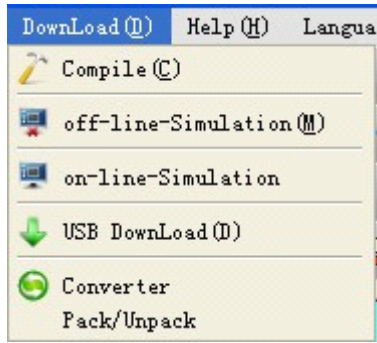 DownLoad(D) Help(H) Langua
Compile(C)
off-line-Simulation(M)
on-line-Simulation
USB DownLoad(D)
Converter
Pack/Unpack